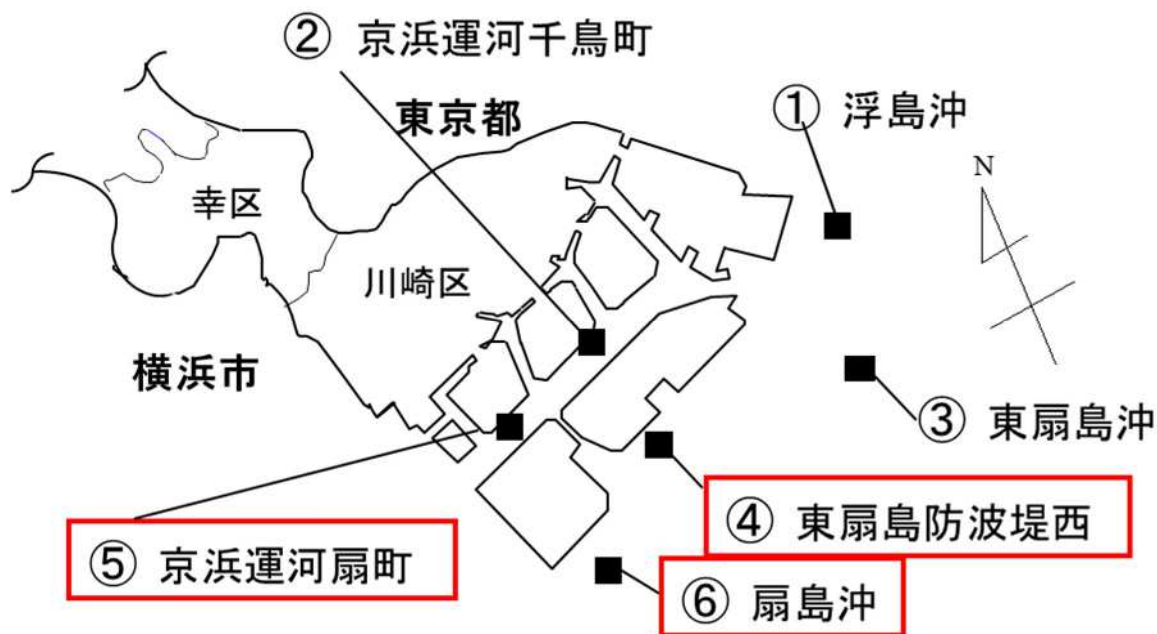 ② 京浜運河千鳥町
東京都
① 浮島沖
N
幸区
川崎区
横浜市
③ 東扇島沖
④ 東扇島防波堤西
⑤ 京浜運河扇町
⑥ 扇島沖